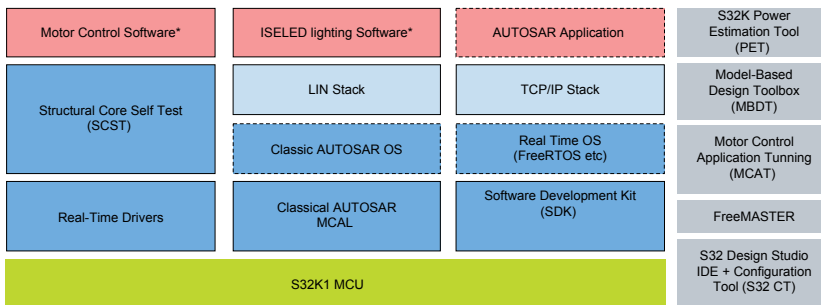 Motor Control Software*
ISELED lighting Software*
AUTOSAR Application
S32K Power
Estimation Tool
(PET)
Structural Core Self Test
(SCST)
LIN Stack
TCP/IP Stack
Model-Based
Design Toolbox
(MBDT)
Classic AUTOSAR OS
Real Time OS
(FreeRTOS etc)
Motor Control
Application Tunning
(MCAT)
Real-Time Drivers
Classical AUTOSAR
MCAL
Software Development Kit
(SDK)
FreeMASTER
S32K1 MCU
S32 Design Studio
IDE + Configuration
Tool (S32 CT)